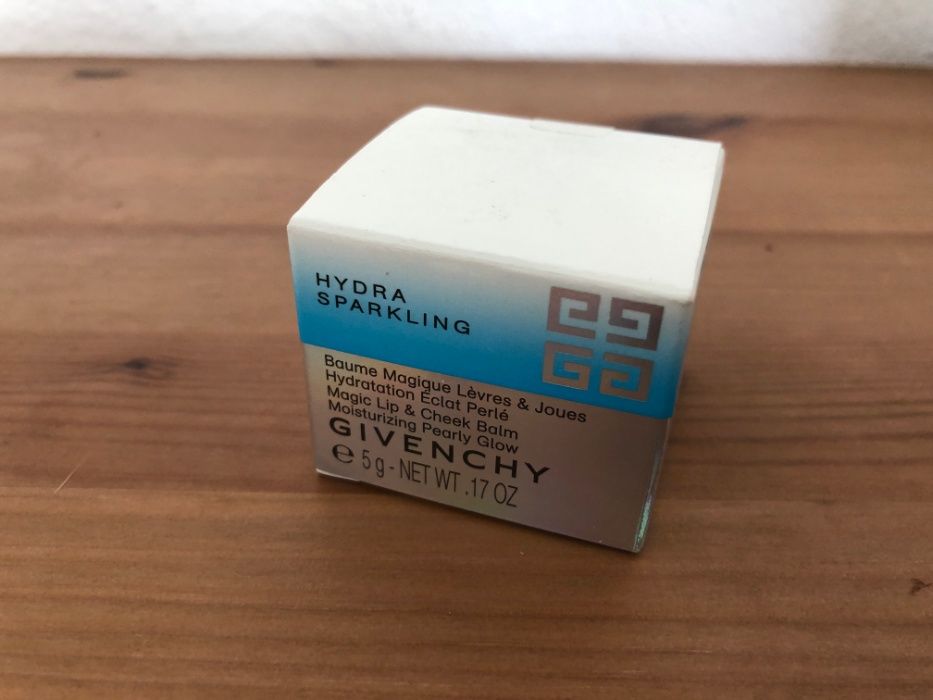 HYDRA
SPARKLING
Baume Magique Lèvres & Joues
Hydratation Éclat Perlé
Magic Lip & Cheek Balm
Moisturizing Pearly Glow
GIVENCHY
℮ 5 g - NET WT .17 OZ